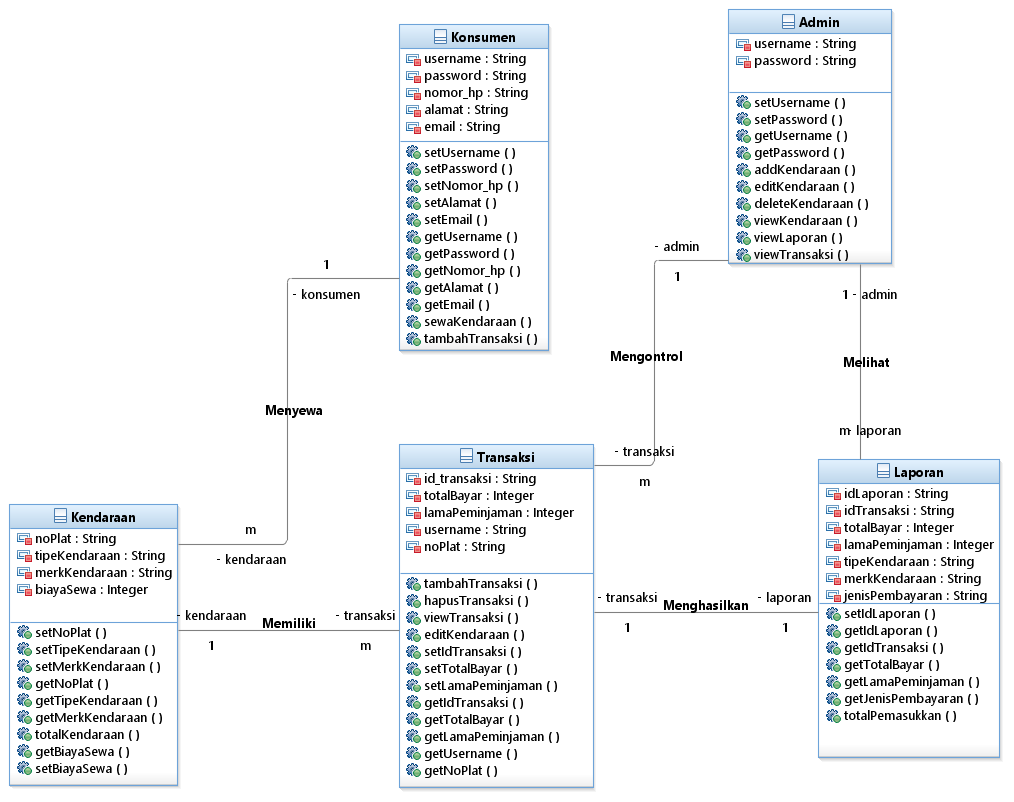 Konsumen
username : String
password : String
nomor_hp : String
alamat : String
email : String
setUsername ( )
setPassword ( )
setNomor_hp ( )
setAlamat ( )
setEmail ( )
getUsername ( )
getPassword ( )
getNomor_hp ( )
getAlamat ( )
getEmail ( )
sewaKendaraan ( )
tambahTransaksi ( )
Admin
username : String
password : String
setUsername ( )
setPassword ( )
getUsername ( )
getPassword ( )
addKendaraan ( )
editKendaraan ( )
deleteKendaraan ( )
viewKendaraan ( )
viewLaporan ( )
viewTransaksi ( )
1
- konsumen
Menyewa
m
- kendaraan
- admin
1
Mengontrol
- transaksi
m
1 - admin
Melihat
m- laporan
Kendaraan
noPlat : String
tipeKendaraan : String
merkKendaraan : String
biayaSewa : Integer
setNoPlat ( )
setTipeKendaraan ( )
setMerkKendaraan ( )
getNoPlat ( )
getTipeKendaraan ( )
getMerkKendaraan ( )
totalKendaraan ( )
getBiayaSewa ( )
setBiayaSewa ( )
- kendaraan
1
Memiliki
- transaksi
m
Transaksi
id_transaksi : String
totalBayar : Integer
lamaPeminjaman : Integer
username : String
noPlat : String
tambahTransaksi ( )
hapusTransaksi ( )
viewTransaksi ( )
editKendaraan ( )
setIdTransaksi ( )
setTotalBayar ( )
setLamaPeminjaman ( )
getIdTransaksi ( )
getTotalBayar ( )
getLamaPeminjaman ( )
getUsername ( )
getNoPlat ( )
- transaksi
1
Menghasilkan
- laporan
1
Laporan
idLaporan : String
idTransaksi : String
totalBayar : Integer
lamaPeminjaman : Integer
tipeKendaraan : String
merkKendaraan : String
jenisPembayaran : String
setIdLaporan ( )
getIdLaporan ( )
getIdTransaksi ( )
getTotalBayar ( )
getLamaPeminjaman ( )
getJenisPembayaran ( )
totalPemasukkan ( )